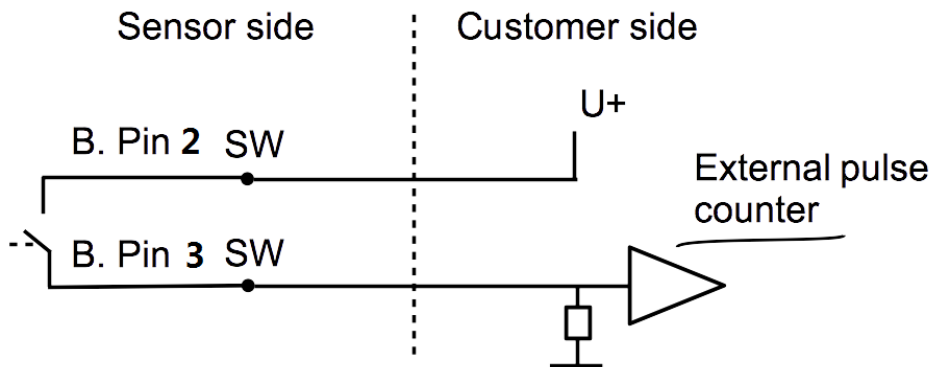 Sensor side
Customer side
U+
B. Pin 2 SW
External pulse
counter
B. Pin 3 SW